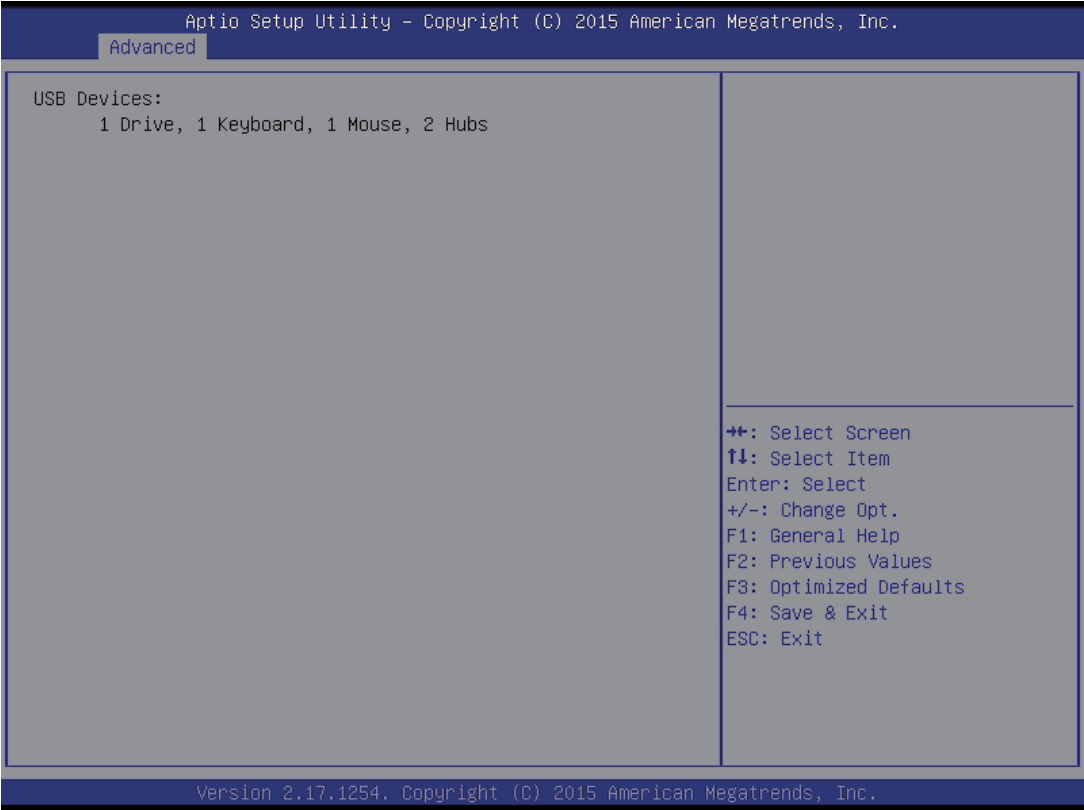 Aptio Setup Utility – Copyright (C) 2015 American Megatrends, Inc.
Advanced
USB Devices:
1 Drive, 1 Keyboard, 1 Mouse, 2 Hubs
→←: Select Screen
↑↓: Select Item
Enter: Select
+/-: Change Opt.
F1: General Help
F2: Previous Values
F3: Optimized Defaults
F4: Save & Exit
ESC: Exit
Version 2.17.1254. Copyright (C) 2015 American Megatrends, Inc.